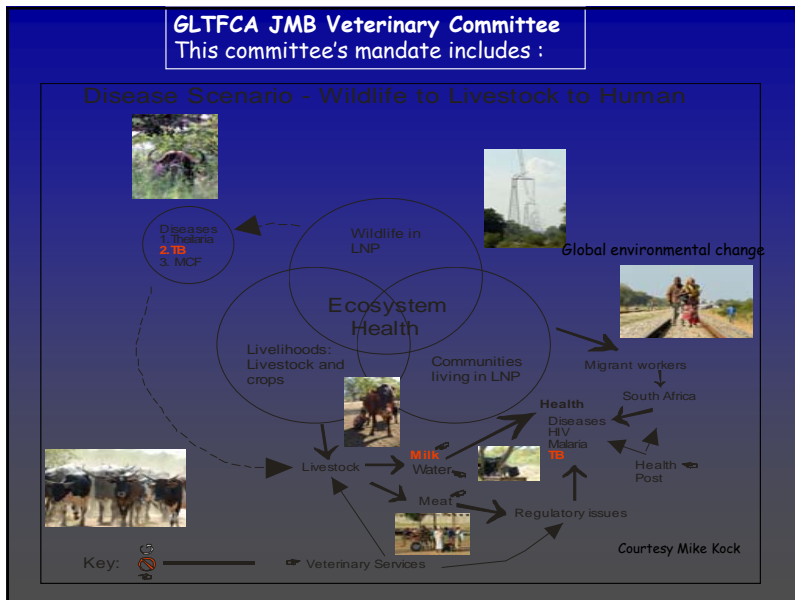 GLTFCA JMB Veterinary Committee
This committee's mandate includes :
Disease Scenario - Wildlife to Livestock to Human
Diseases
1. Theilaria
2.TB
3. MCF
Wildlife in
LNP
Global environmental change
Ecosystem
Health
Livelihoods:
Livestock and
crops
Communities
living in LNP
Migrant workers
South Africa
Health
Diseases
HIV
Malaria
TB
Health
Post
Livestock
Milk
Water
Meat
Regulatory issues
Courtesy Mike Kock
Key:
Veterinary Services